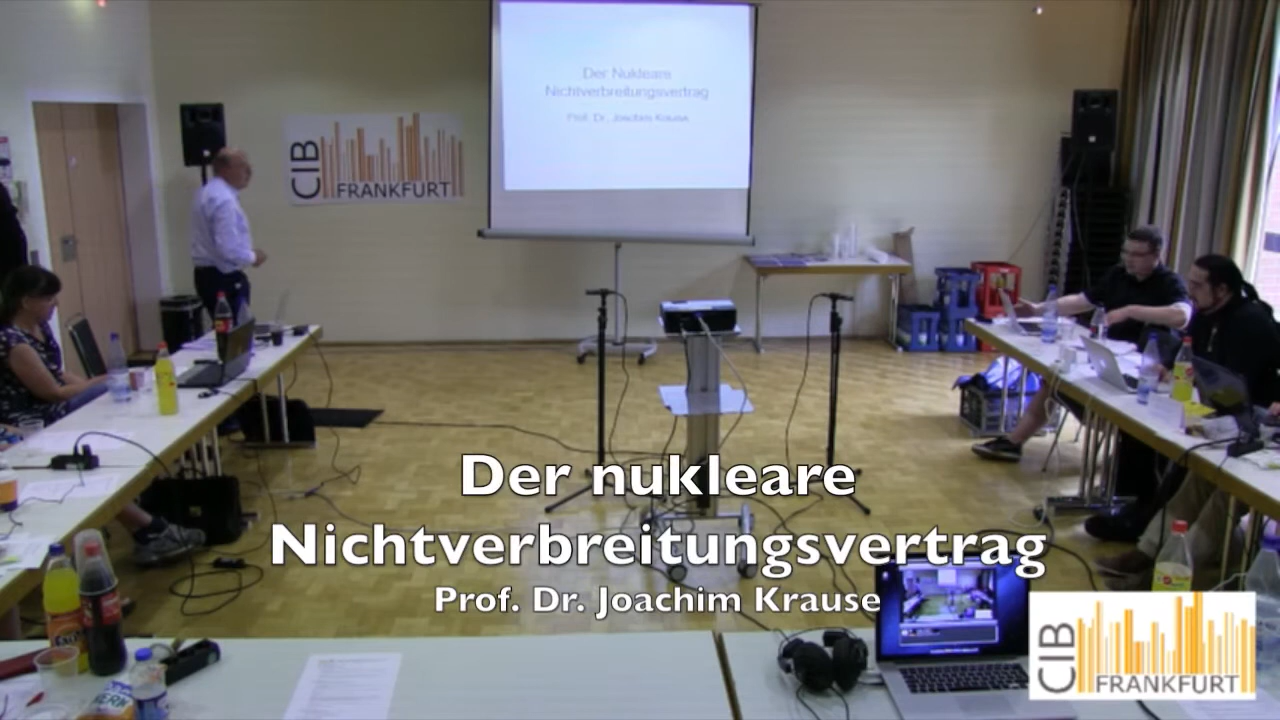 CIB
FRANKFURT
Der Nukleare
Nichtverbreitungsvertrag
Prof. Dr. Joachim Krause
Der nukleare
Nichtverbreitungsvertrag
Prof. Dr. Joachim Krause
CIB
FRANKFURT